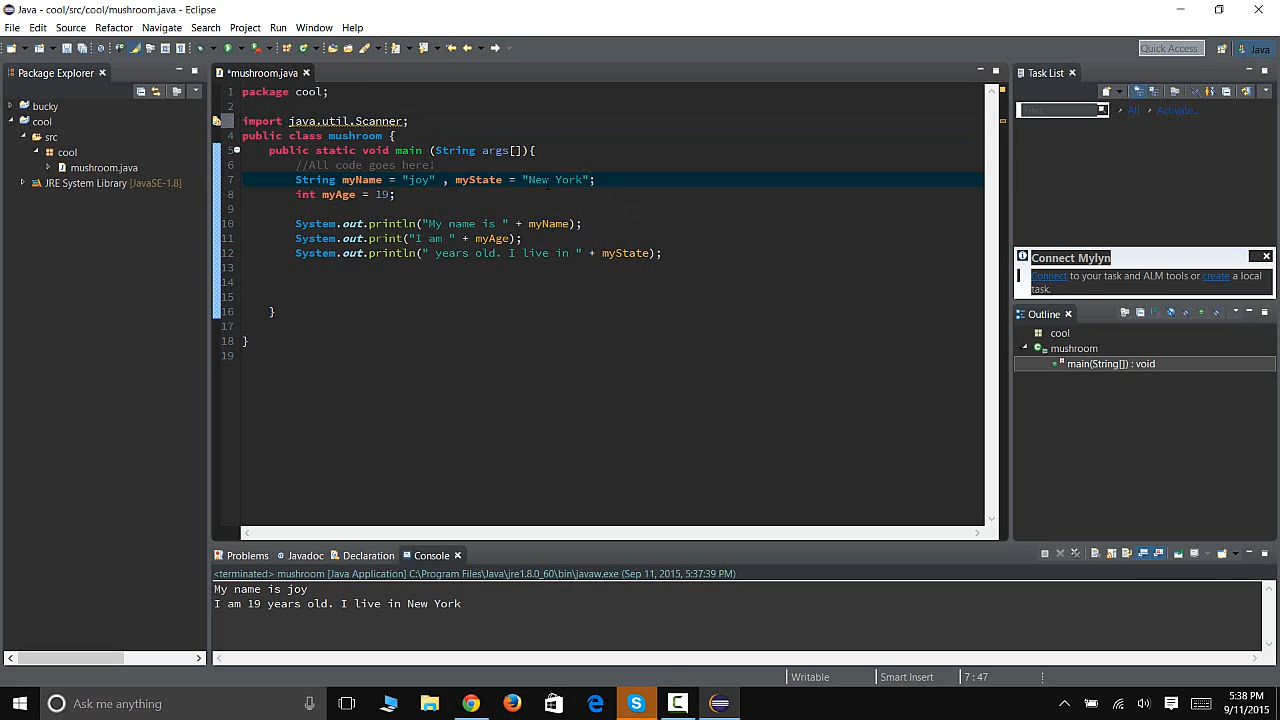 Java - cool/src/cool/mushroom.java - Eclipse
File Edit Source Refactor Navigate Search Project Run Window Help
Quick Access
Java
Package Explorer
*mushroom.java
Task List
bucky
cool
src
cool
mushroom.java
JRE System Library [JavaSE-1.8]
1 package cool;
2
3 import java.util.Scanner;
4 public class mushroom {
5 public static void main (String args[]){
6 //All code goes here!
7 String myName = "joy" , myState = "New York";
8 int myAge = 19;
9
10 System.out.println("My name is " + myName);
11 System.out.print("I am " + myAge);
12 System.out.println(" years old. I live in " + myState);
13
14
15
16 }
17
18 }
19
Find
All
Activate...
Connect Mylyn
Connect to your task and ALM tools or create a local
task.
Outline
cool
mushroom
main(String[]) : void
Problems Javadoc Declaration Console
<terminated> mushroom [Java Application] C:\Program Files\Java\jre1.8.0_60\bin\javaw.exe (Sep 11, 2015, 5:37:39 PM)
My name is joy
I am 19 years old. I live in New York
Writable
Smart Insert
7 : 47
Ask me anything
5:38 PM
9/11/2015